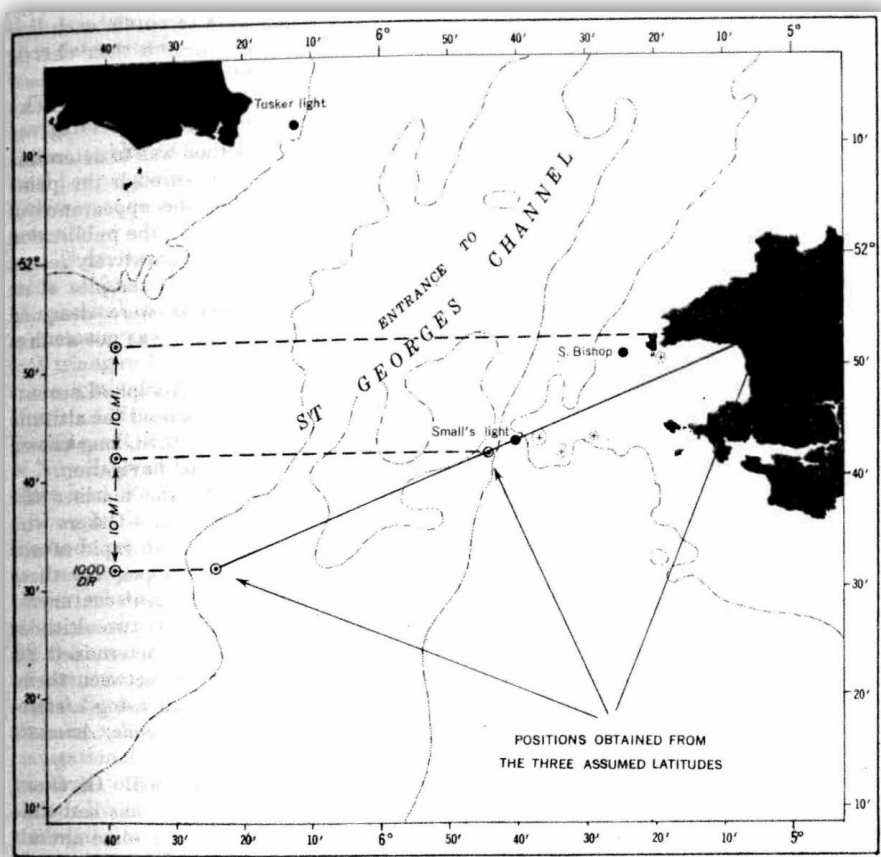 30' 20' 10' 6° 50' 40' 30' 20' 10' 5°
Tusker light
10' 10'
ENTRANCE TO
ST GEORGES CHANNEL
52° 52°
S. Bishop
50' 50'
10 MI
Small's light
40' 40'
10 MI
1000
DR
30' 30'
20' 20'
POSITIONS OBTAINED FROM
THE THREE ASSUMED LATITUDES
10' 10'
30' 20' 10' 6° 50' 40' 30' 20' 10' 5°